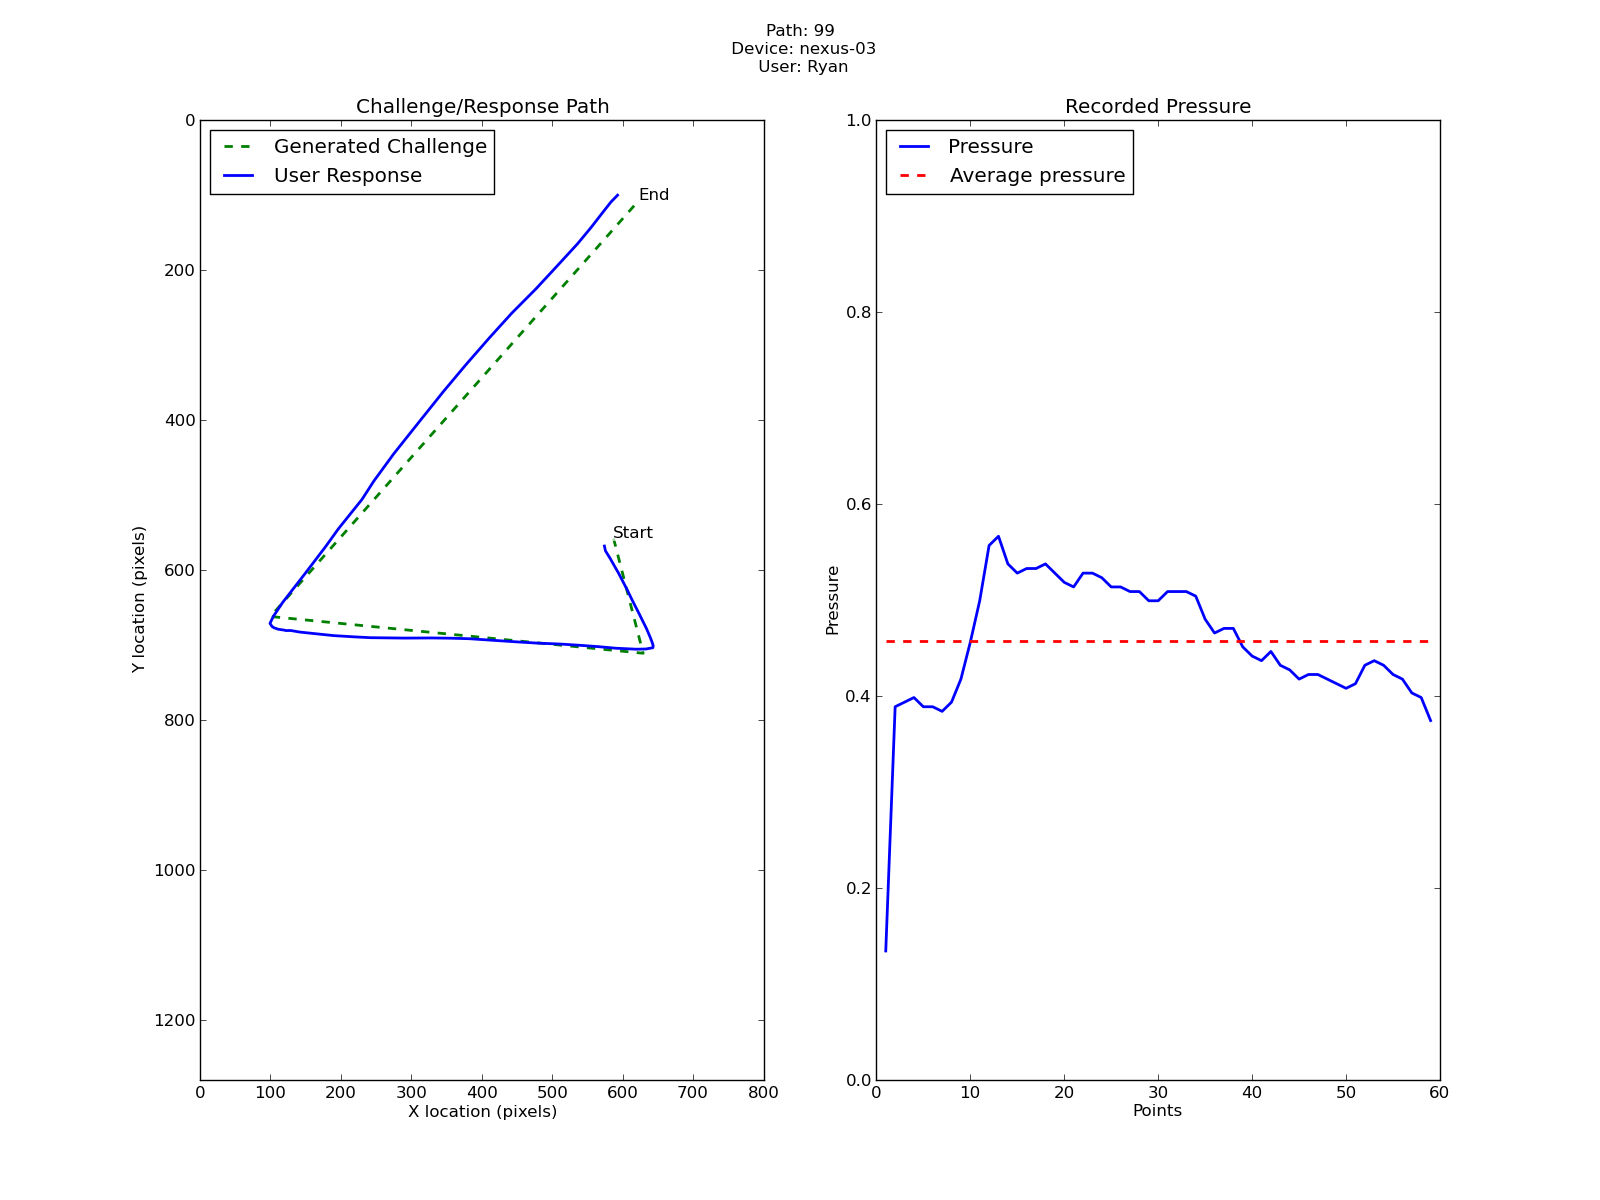 Path: 99
Device: nexus-03
User: Ryan
Challenge/Response Path
Generated Challenge
User Response
End
Start
0
200
400
600
800
1000
1200
Y location (pixels)
0 100 200 300 400 500 600 700 800
X location (pixels)
Recorded Pressure
Pressure
Average pressure
1.0
0.8
0.6
0.4
0.2
0.0
Pressure
0 10 20 30 40 50 60
Points